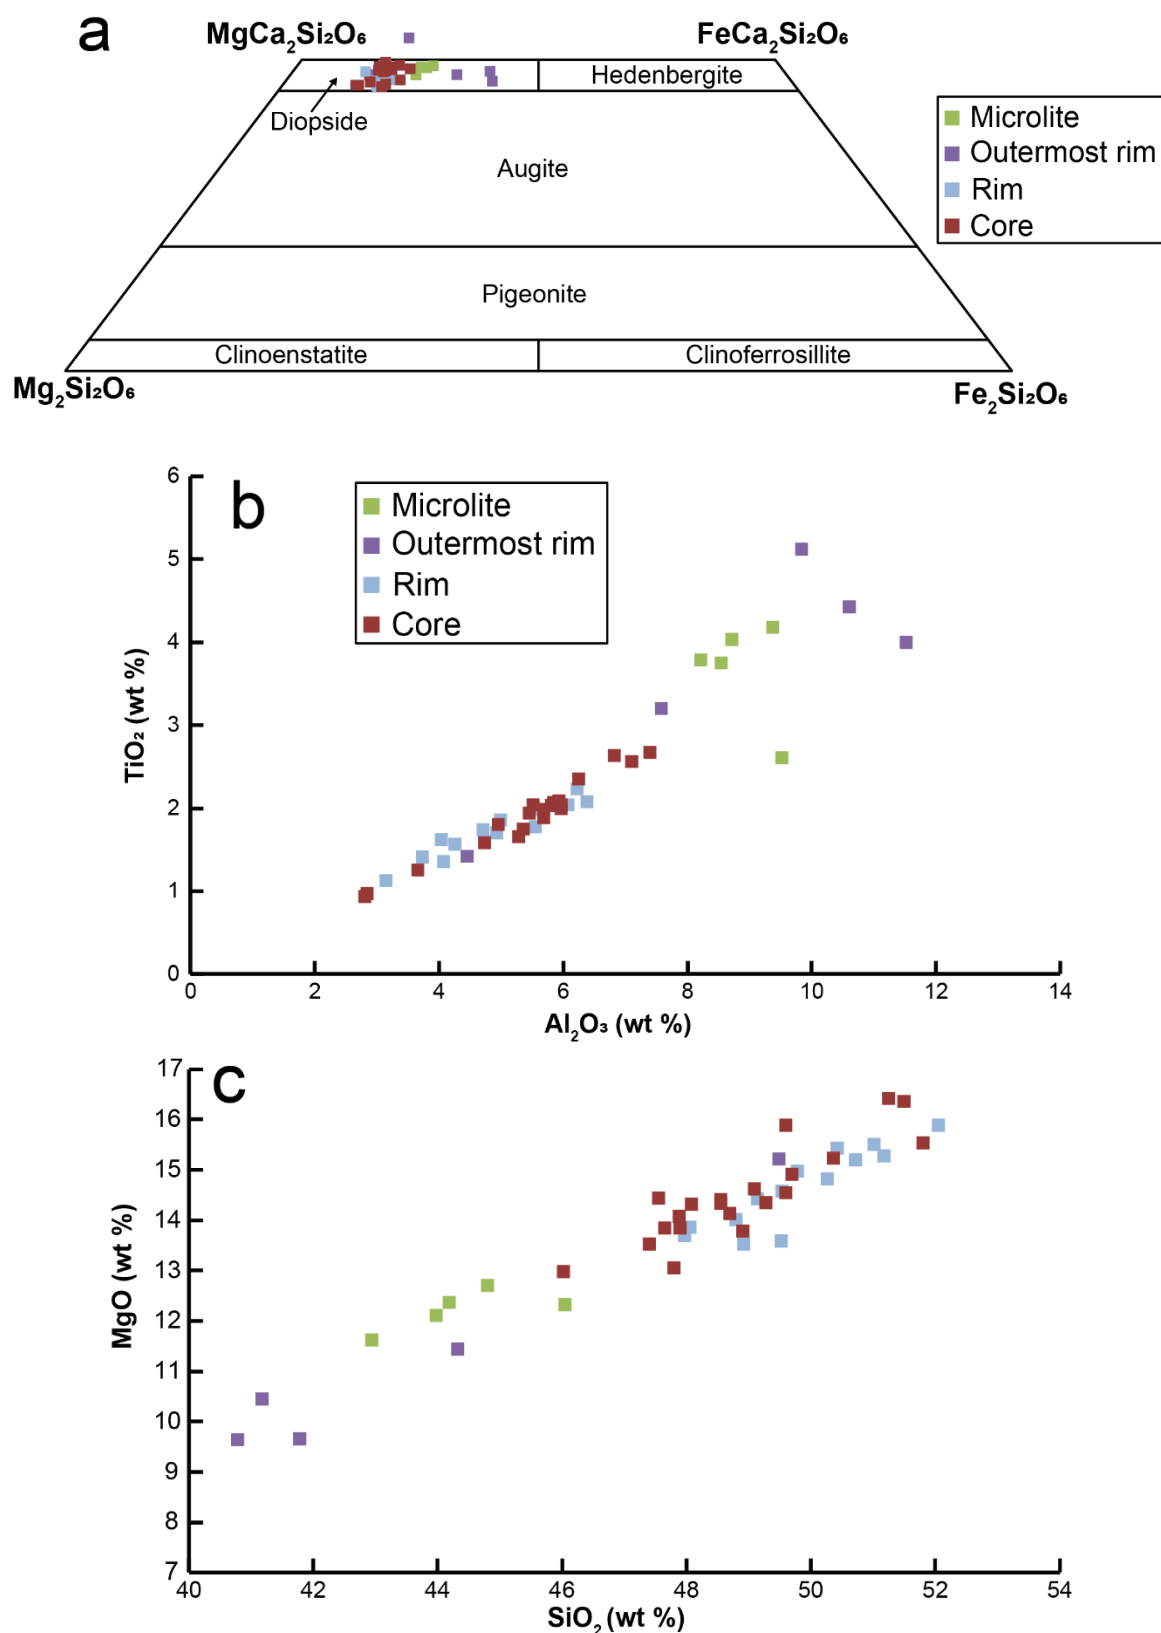 a
MgCa₂Si₂O₆
FeCa₂Si₂O₆
Hedenbergite
Diopside
Augite
Pigeonite
Clinoenstatite
Clinoferrosillite
Mg₂Si₂O₆
Fe₂Si₂O₆
Microlite
Outermost rim
Rim
Core
b
Microlite
Outermost rim
Rim
Core
TiO₂ (wt %)
6
5
4
3
2
1
0
0 2 4 6 8 10 12 14
Al₂O₃ (wt %)
c
MgO (wt %)
17
16
15
14
13
12
11
10
9
8
7
40 42 44 46 48 50 52 54
SiO₂ (wt %)